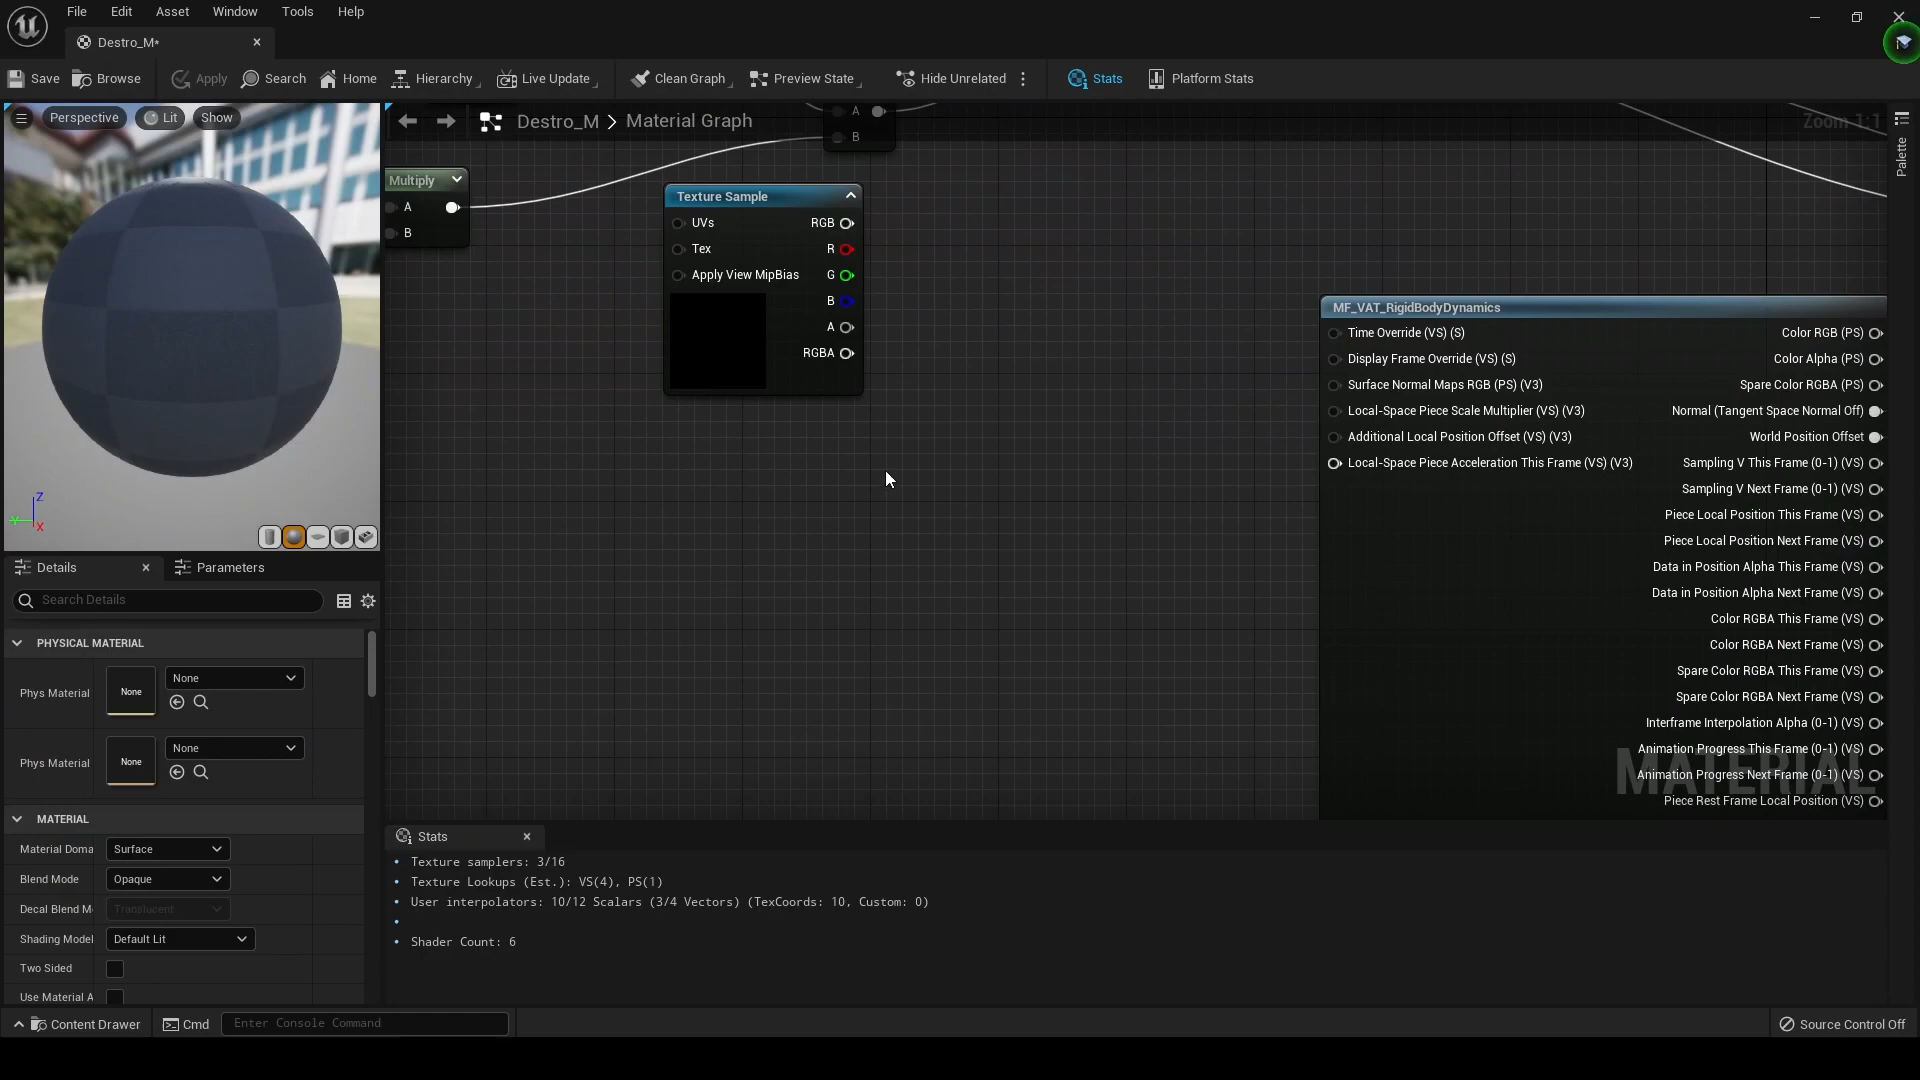 File Edit Asset Window Tools Help
Destro_M*
Save Browse Apply Search Home Hierarchy Live Update Clean Graph Preview State Hide Unrelated Stats Platform Stats
Perspective Lit Show
Destro_M > Material Graph
Zoom 1:1
Palette
A
B
Multiply
A
B
Texture Sample
UVs RGB
Tex R
Apply View MipBias G
B
A
RGBA
MF_VAT_RigidBodyDynamics
Time Override (VS) (S) Color RGB (PS)
Display Frame Override (VS) (S) Color Alpha (PS)
Surface Normal Maps RGB (PS) (V3) Spare Color RGBA (PS)
Local-Space Piece Scale Multiplier (VS) (V3) Normal (Tangent Space Normal Off)
Additional Local Position Offset (VS) (V3) World Position Offset
Local-Space Piece Acceleration This Frame (VS) (V3) Sampling V This Frame (0-1) (VS)
Sampling V Next Frame (0-1) (VS)
Piece Local Position This Frame (VS)
Piece Local Position Next Frame (VS)
Data in Position Alpha This Frame (VS)
Data in Position Alpha Next Frame (VS)
Color RGBA This Frame (VS)
Color RGBA Next Frame (VS)
Spare Color RGBA This Frame (VS)
Spare Color RGBA Next Frame (VS)
Interframe Interpolation Alpha (0-1) (VS)
Animation Progress This Frame (0-1) (VS)
Animation Progress Next Frame (0-1) (VS)
Piece Rest Frame Local Position (VS)
MATERIAL
Z
Y
X
Details Parameters
Search Details
PHYSICAL MATERIAL
Phys Material None None
Phys Material None None
MATERIAL
Material Doma Surface
Blend Mode Opaque
Decal Blend M Translucent
Shading Model Default Lit
Two Sided
Use Material A
Stats
Texture samplers: 3/16
Texture Lookups (Est.): VS(4), PS(1)
User interpolators: 10/12 Scalars (3/4 Vectors) (TexCoords: 10, Custom: 0)
Shader Count: 6
Content Drawer Cmd Enter Console Command Source Control Off